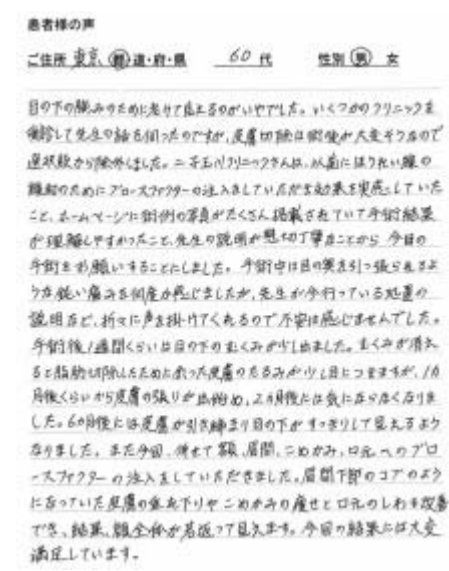 患者様の声
ご住所 東京 都・道・府・県 60代 性別 男 女
目の下の膨みのために老けて見えるのがいやでした。いくつかのクリニックを
検診して先生の話を伺ったのですが、皮膚切除は術後が大変そうなので
選択肢から除外しました。二子玉川クリニックさんは、以前にほうれい線の
軽減のためにグロースファクターの注入をしていただき効果を実感していた
こと、ホームページに術例の写真がたくさん掲載されていて手術結果
が理解しやすかったこと、先生の説明が懇切丁寧なことから今回の
手術をお願いすることにしました。手術中は目の奥を引っ張られるよ
うな鈍い痛みを何度か感じましたが、先生が今行っている処置の
説明など、折々に声を掛けてくれるので不安は感じませんでした。
手術後1週間くらいは目の下のむくみが少し出ました。むくみが消え
ると脂肪切除したために余った皮膚のたるみが少し目につきますが、1カ
月後くらいから皮膚の張りが出始め、2カ月後には気にならなくなりま
した。6か月後には皮膚が引き締まり目の下がすっきりして見えるよう
なりました。また今回、併せて額、眉間、こめかみ、口元へのグロ
ースファクターの注入をしていただきました。眉間下部のコブのよう
になっていた皮膚の垂れ下りやこめかみの痩せと口元のしわも改善
でき、結果、顔全体が若返って見えます。今回の結果には大変
満足しています。